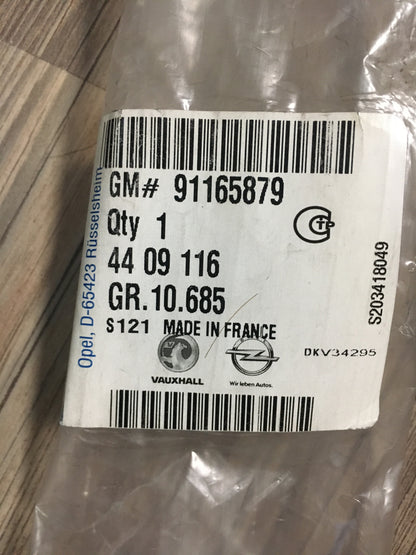 GM# 91165879
Qty 1
44 09 116
GR.10.685
S121 MADE IN FRANCE
VAUXHALL
Wir leben Autos.
DKV34295
S203418049
Opel, D-65423 Rüsselsheim